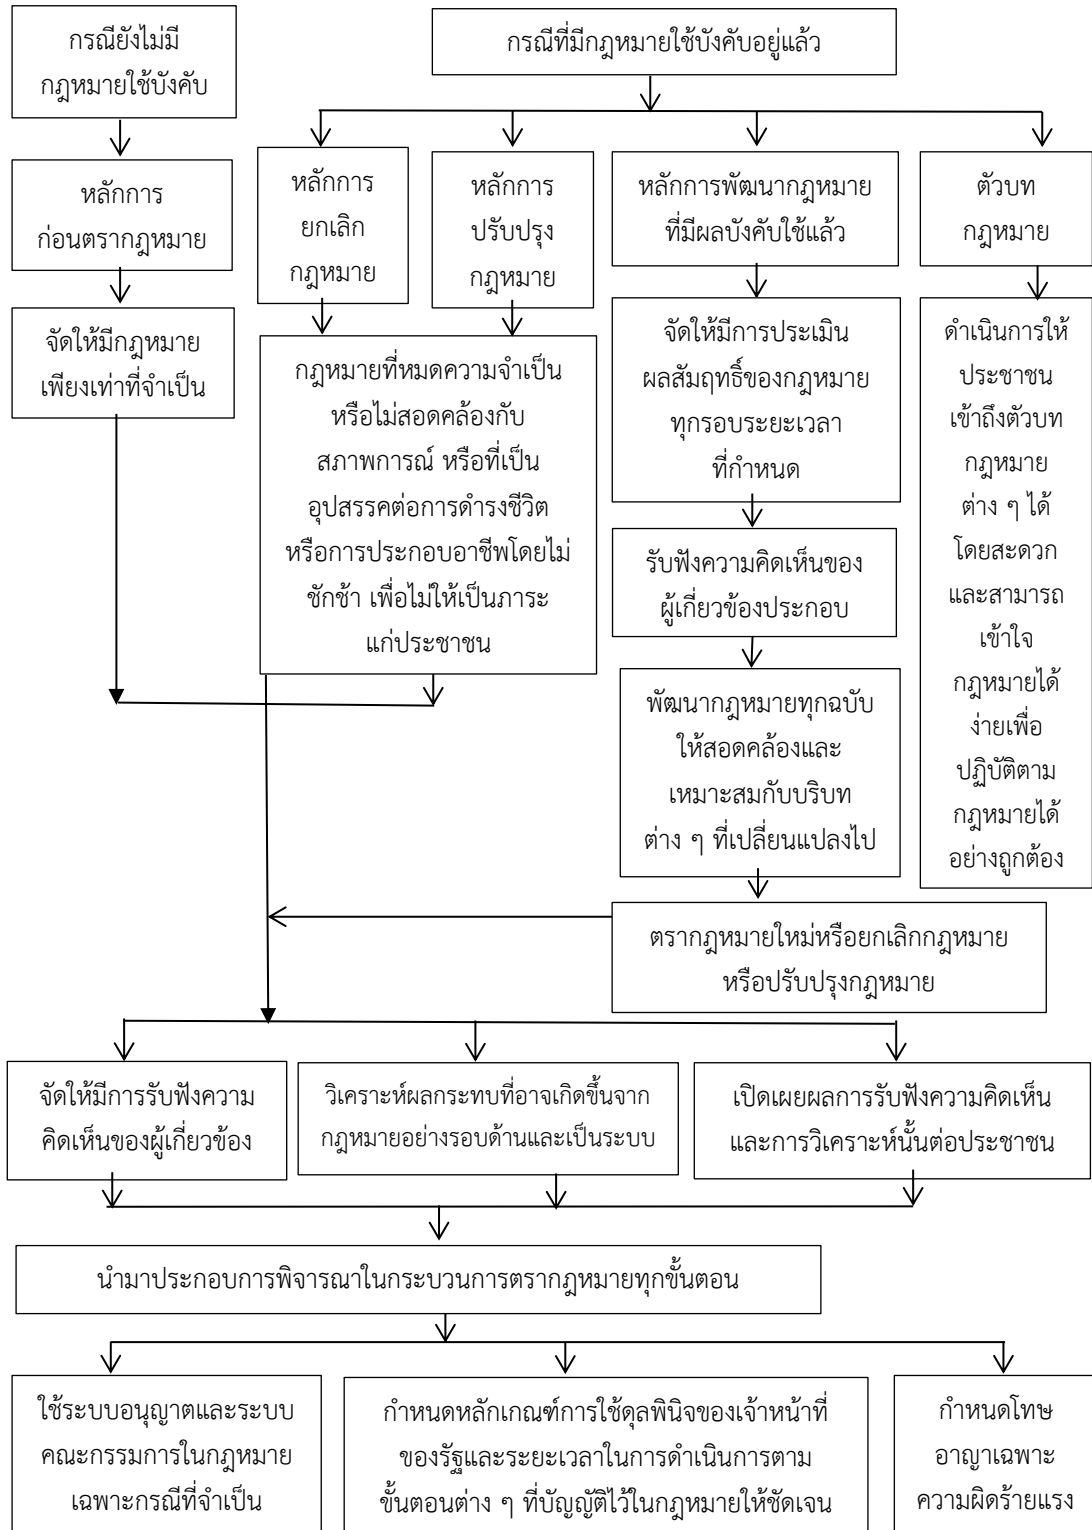 กรณียังไม่มี
กฎหมายใช้บังคับ
กรณีที่มีกฎหมายใช้บังคับอยู่แล้ว
หลักการ
ก่อนตรากฎหมาย
หลักการ
ยกเลิก
กฎหมาย
หลักการ
ปรับปรุง
กฎหมาย
หลักการพัฒนากฎหมาย
ที่มีผลบังคับใช้แล้ว
ตัวบท
กฎหมาย
จัดให้มีกฎหมาย
เพียงเท่าที่จำเป็น
กฎหมายที่หมดความจำเป็น
หรือไม่สอดคล้องกับ
สภาพการณ์ หรือที่เป็น
อุปสรรคต่อการดำรงชีวิต
หรือการประกอบอาชีพโดยไม่
ชักช้า เพื่อไม่ให้เป็นภาระ
แก่ประชาชน
จัดให้มีการประเมิน
ผลสัมฤทธิ์ของกฎหมาย
ทุกรอบระยะเวลา
ที่กำหนด
รับฟังความคิดเห็นของ
ผู้เกี่ยวข้องประกอบ
พัฒนากฎหมายทุกฉบับ
ให้สอดคล้องและ
เหมาะสมกับบริบท
ต่าง ๆ ที่เปลี่ยนแปลงไป
ดำเนินการให้
ประชาชน
เข้าถึงตัวบท
กฎหมาย
ต่าง ๆ ได้
โดยสะดวก
และสามารถ
เข้าใจ
กฎหมายได้
ง่ายเพื่อ
ปฏิบัติตาม
กฎหมายได้
อย่างถูกต้อง
ตรากฎหมายใหม่หรือยกเลิกกฎหมาย
หรือปรับปรุงกฎหมาย
จัดให้มีการรับฟังความ
คิดเห็นของผู้เกี่ยวข้อง
วิเคราะห์ผลกระทบที่อาจเกิดขึ้นจาก
กฎหมายอย่างรอบด้านและเป็นระบบ
เปิดเผยผลการรับฟังความคิดเห็น
และการวิเคราะห์นั้นต่อประชาชน
นำมาประกอบการพิจารณาในกระบวนการตรากฎหมายทุกขั้นตอน
ใช้ระบบอนุญาตและระบบ
คณะกรรมการในกฎหมาย
เฉพาะกรณีที่จำเป็น
กำหนดหลักเกณฑ์การใช้ดุลพินิจของเจ้าหน้าที่
ของรัฐและระยะเวลาในการดำเนินการตาม
ขั้นตอนต่าง ๆ ที่บัญญัติไว้ในกฎหมายให้ชัดเจน
กำหนดโทษ
อาญาเฉพาะ
ความผิดร้ายแรง